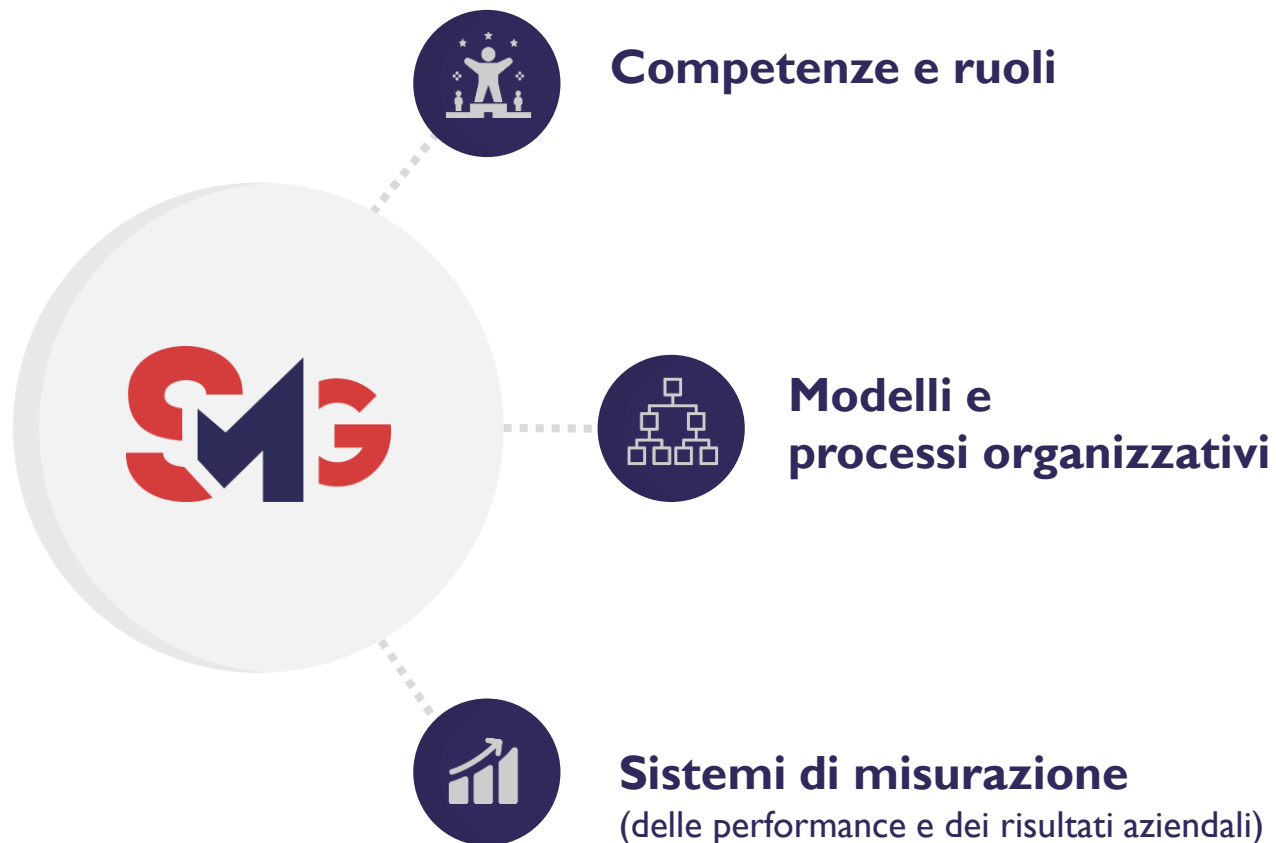 Competenze e ruoli
SMG
Modelli e
processi organizzativi
Sistemi di misurazione
(delle performance e dei risultati aziendali)